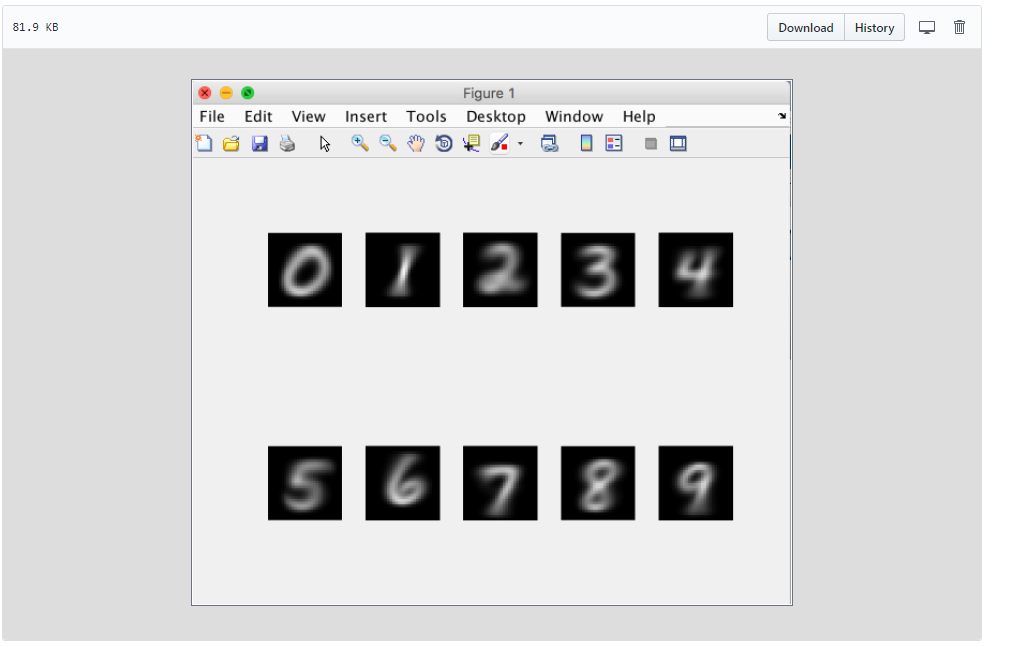 81.9 KB Download History
Figure 1
File Edit View Insert Tools Desktop Window Help
0 1 2 3 4
5 6 7 8 9